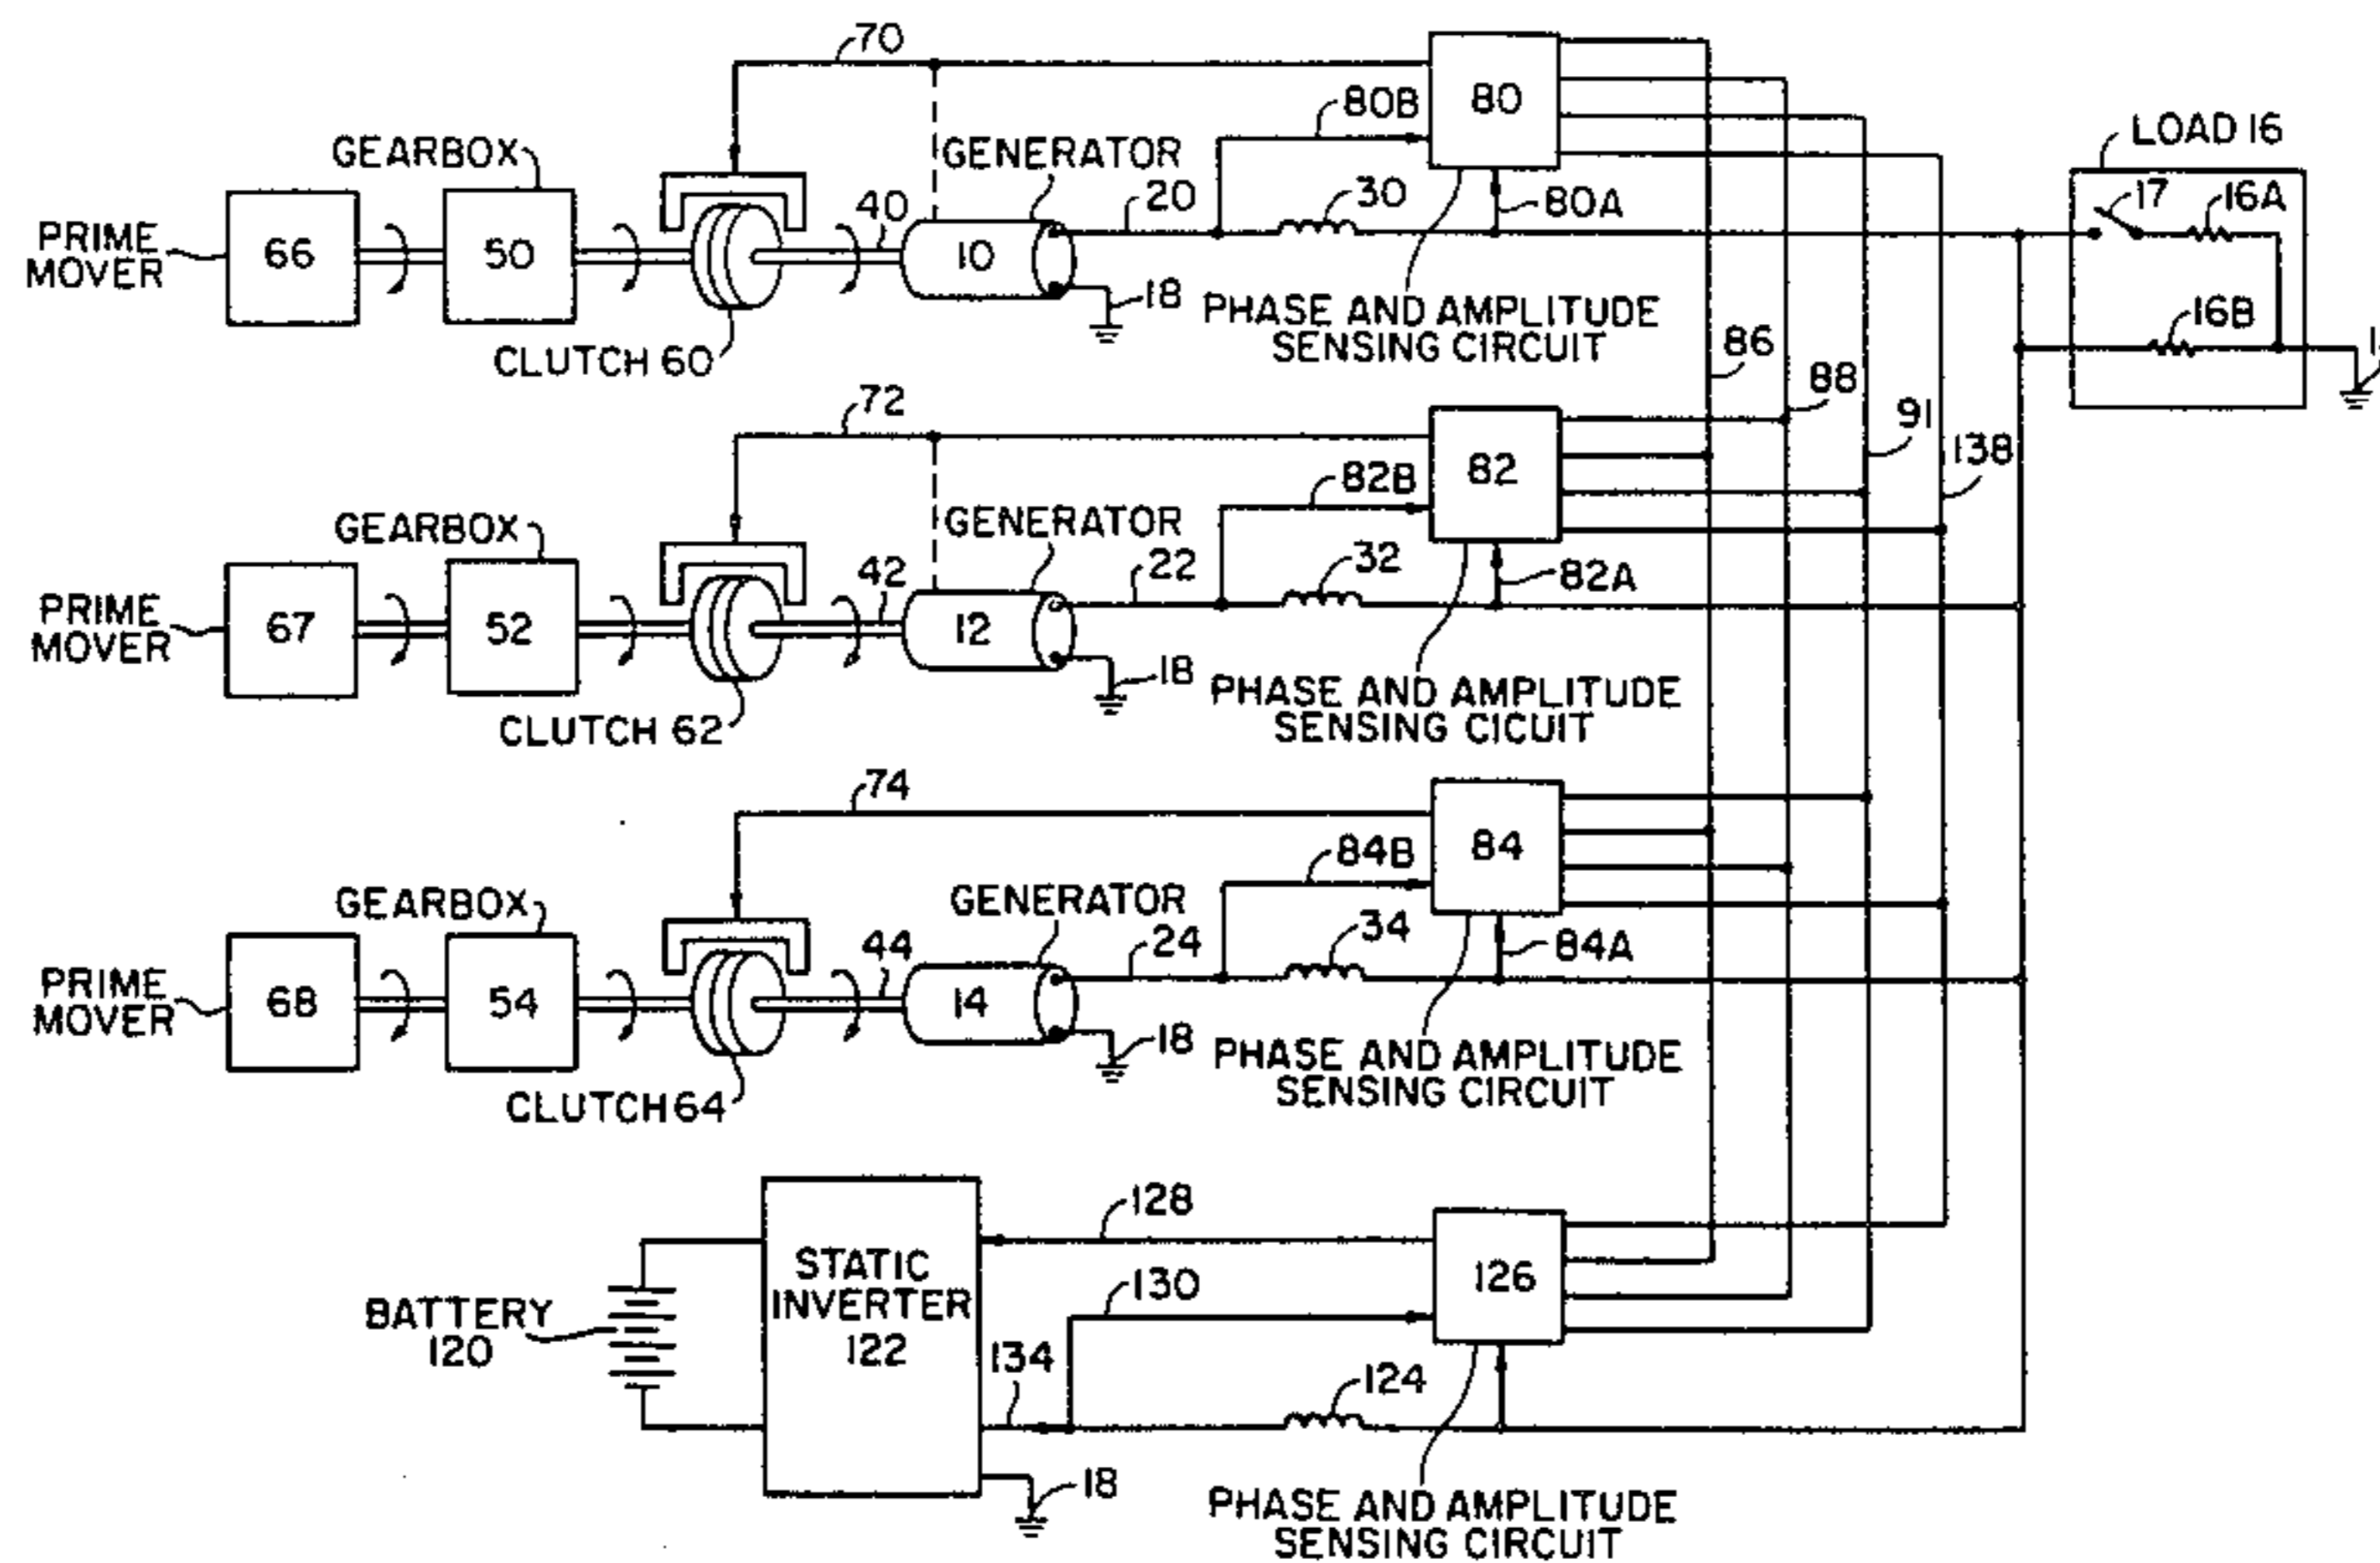 70
80
80B
LOAD 16
GEARBOX
GENERATOR
17
16A
PRIME
MOVER
66
50
40
10
20
30
80A
18
16B
PHASE AND AMPLITUDE
SENSING CIRCUIT
CLUTCH 60
86
88
91
138
72
82
82B
GEARBOX
GENERATOR
PRIME
MOVER
67
52
42
12
22
32
82A
18
PHASE AND AMPLITUDE
SENSING CICUIT
CLUTCH 62
74
84
84B
GEARBOX
GENERATOR
PRIME
MOVER
68
54
44
14
24
34
84A
18
PHASE AND AMPLITUDE
SENSING CIRCUIT
CLUTCH 64
128
STATIC
INVERTER
122
130
126
BATTERY
120
134
124
18
PHASE AND AMPLITUDE
SENSING CIRCUIT